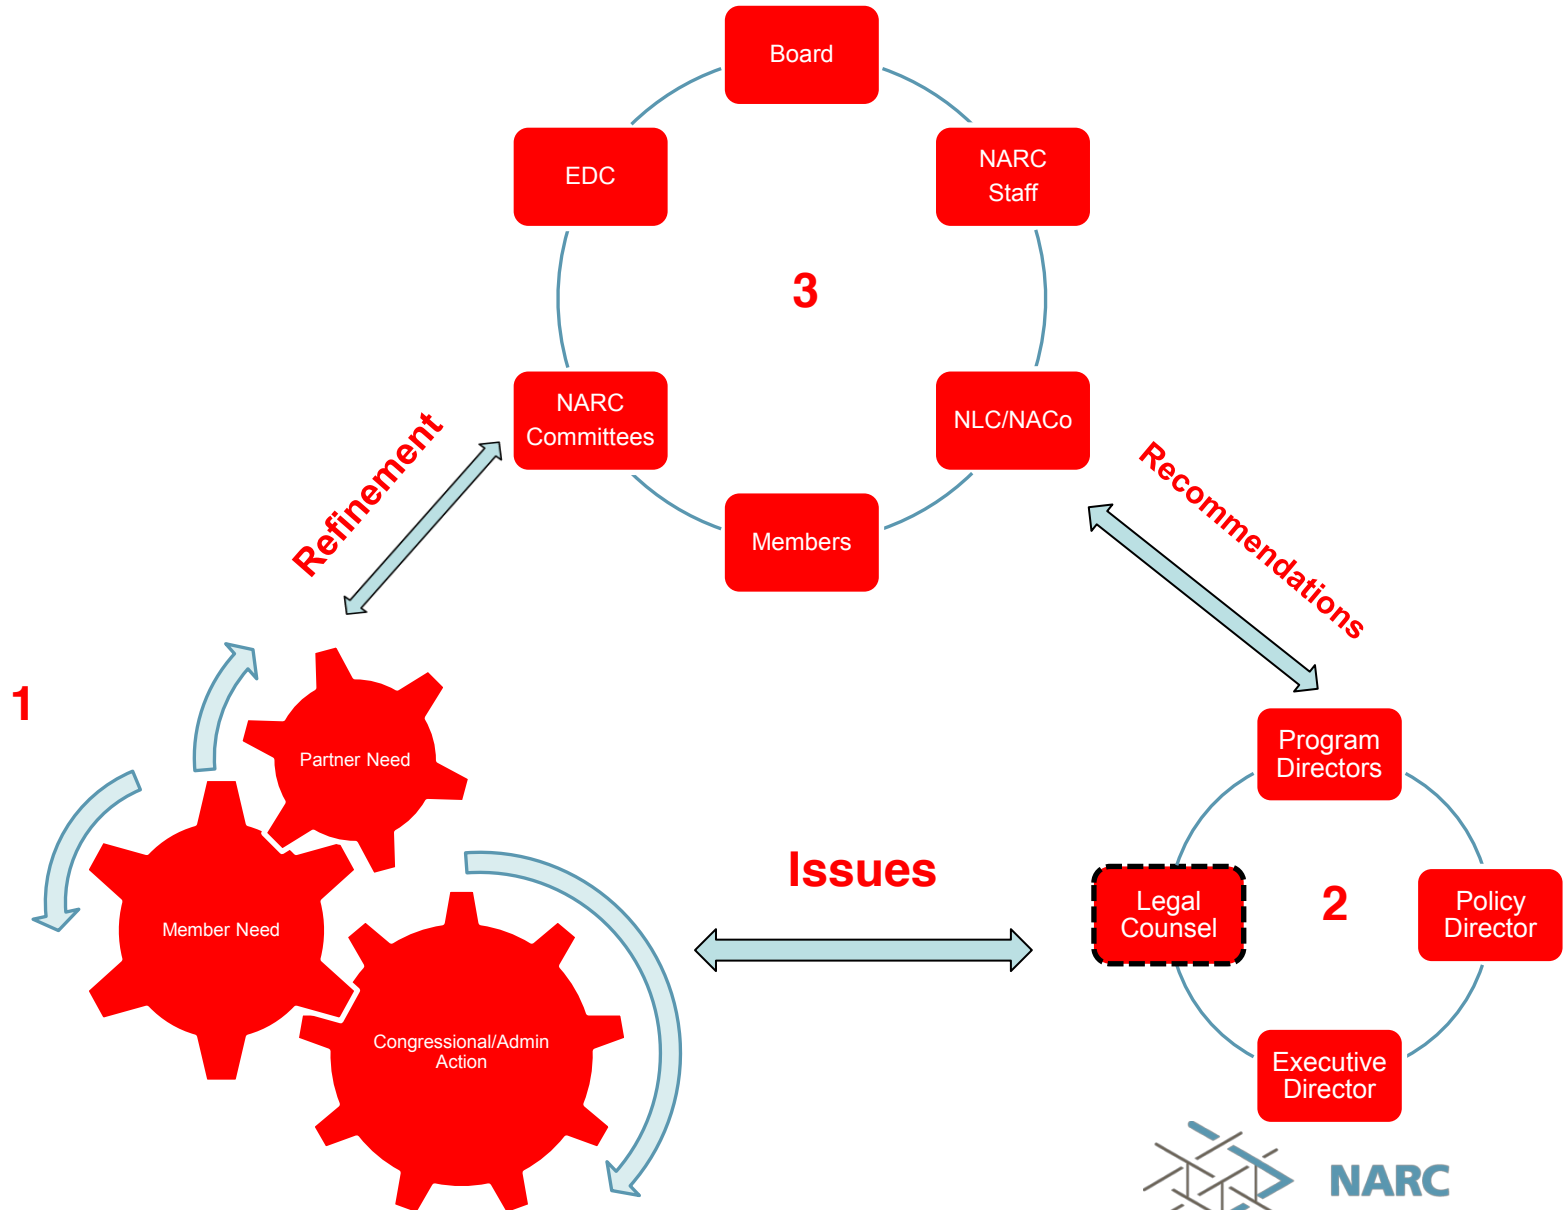 Board
EDC
NARC
Staff
3
NARC
Committees
NLC/NACo
Members
Refinement
Recommendations
1
Partner Need
Member Need
Congressional/Admin
Action
Issues
Program
Directors
Legal
Counsel
2
Policy
Director
Executive
Director
NARC